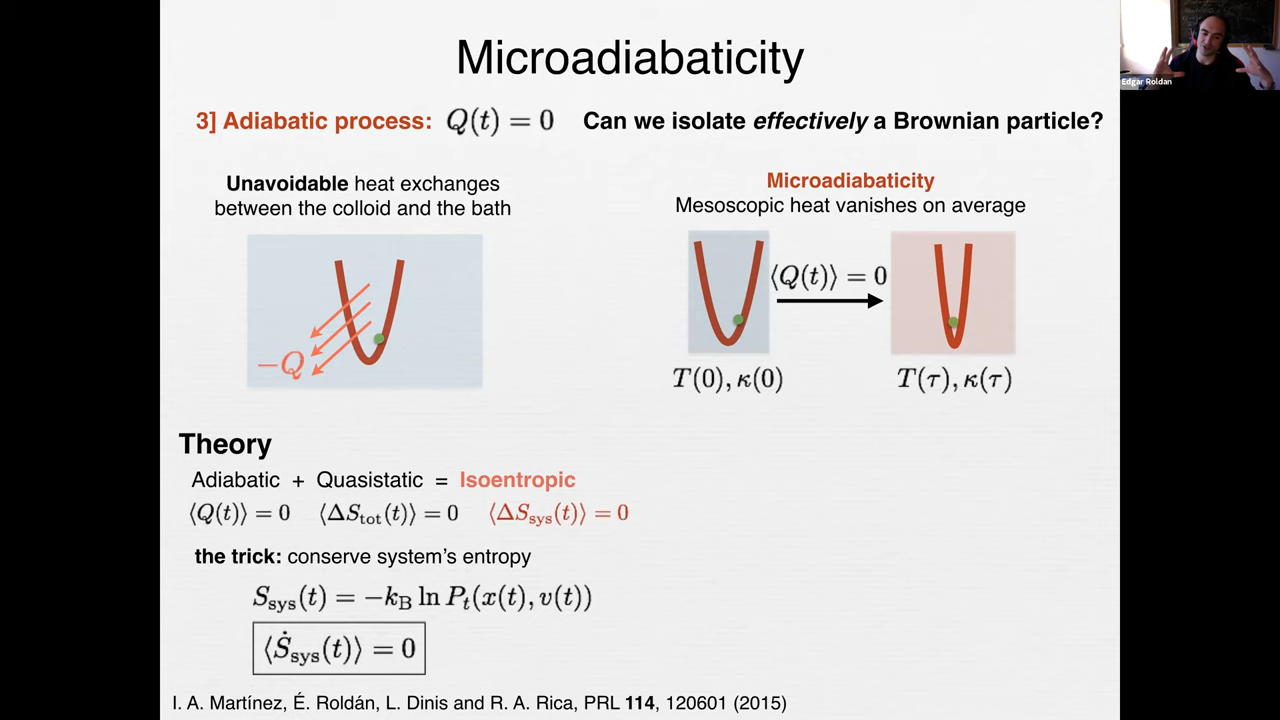 Microadiabaticity
Edgar Roldan
3] Adiabatic process: Q(t) = 0 Can we isolate effectively a Brownian particle?
Unavoidable heat exchanges
between the colloid and the bath
−Q
Microadiabaticity
Mesoscopic heat vanishes on average
⟨Q(t)⟩ = 0
T(0), κ(0) T(τ), κ(τ)
Theory
Adiabatic + Quasistatic = Isoentropic
⟨Q(t)⟩ = 0 ⟨ΔS_tot(t)⟩ = 0 ⟨ΔS_sys(t)⟩ = 0
the trick: conserve system's entropy
S_sys(t) = −k_B ln P_t(x(t), v(t))
⟨Ṡ_sys(t)⟩ = 0
I. A. Martínez, É. Roldán, L. Dinis and R. A. Rica, PRL 114, 120601 (2015)